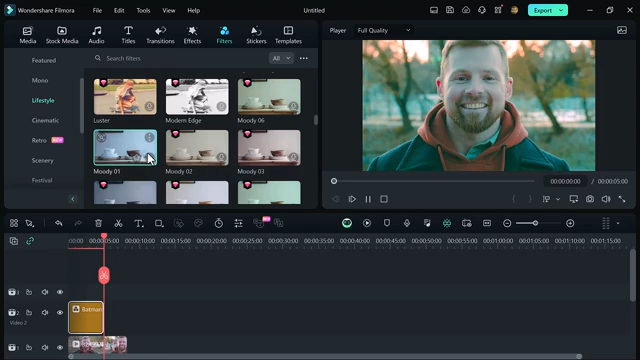 Wondershare Filmora File Edit Tools View Help Untitled Export
Media Stock Media Audio Titles Transitions Effects Filters Stickers Templates
Player Full Quality
Featured
Mono
Lifestyle
Cinematic
Retro
Scenery
Festival
Search filters All
Luster Modern Edge Moody 06
Moody 01 Moody 02 Moody 03
00:00:00:00 / 00:00:05:00
:00:00 00:00:05:00 00:00:10:00 00:00:15:00 00:00:20:00 00:00:25:00 00:00:30:00 00:00:35:00 00:00:40:00 00:00:45:00 00:00:50:00 00:00:55:00 00:01:00:00 00:01:05:00 00:01:10:00 00:01:15:00
Batman
Video 2